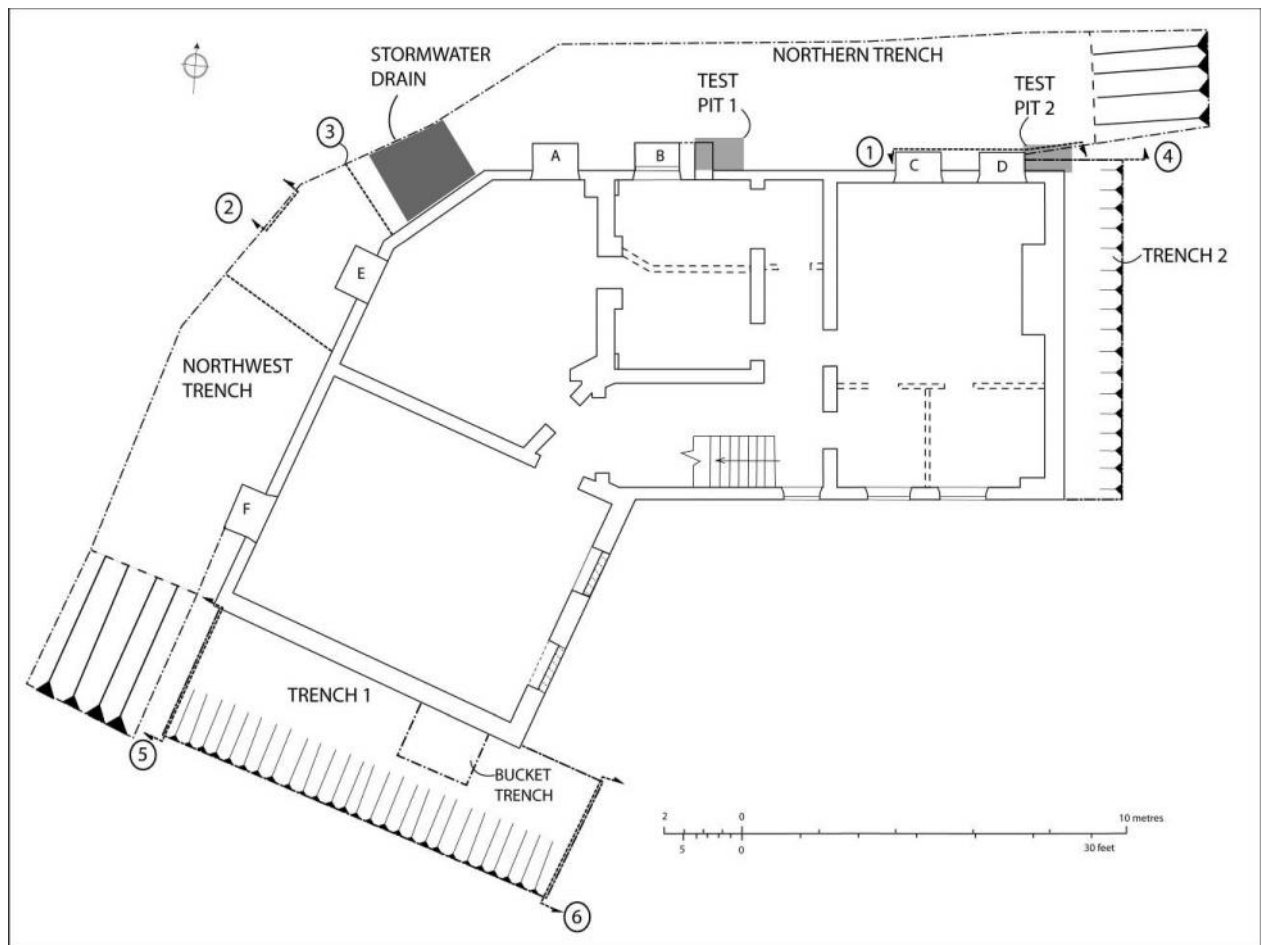 STORMWATER
DRAIN
NORTHERN TRENCH
TEST
PIT 1
TEST
PIT 2
3
A
B
1
C
D
4
2
E
TRENCH 2
NORTHWEST
TRENCH
F
TRENCH 1
5
BUCKET
TRENCH
2 0 10 metres
5 0 30 feet
6